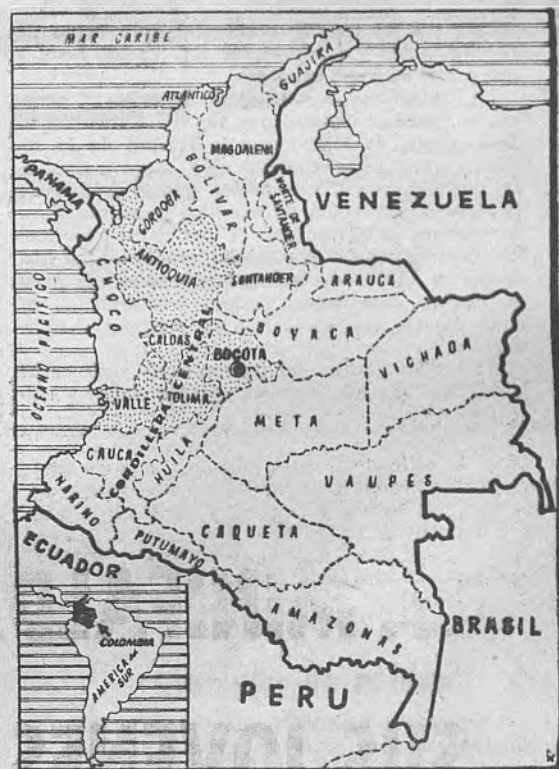 MAR CARIBE
GUAJIRA
ATLANTICO
MAGDALENA
BOLIVAR
PANAMA
CORDOBA
NORTE DE
SANTANDER
VENEZUELA
ANTIOQUIA
SANTANDER
ARAUCA
CHOCO
OCEANO PACIFICO
CALDAS
BOYACA
BOGOTA
VICHADA
VALLE
TOLIMA
CORDILLERA CENTRAL
META
CAUCA
HUILA
VAUPES
NARIÑO
CAQUETA
PUTUMAYO
ECUADOR
AMAZONAS
BRASIL
PERU
COLOMBIA
AMERICA del
SUR